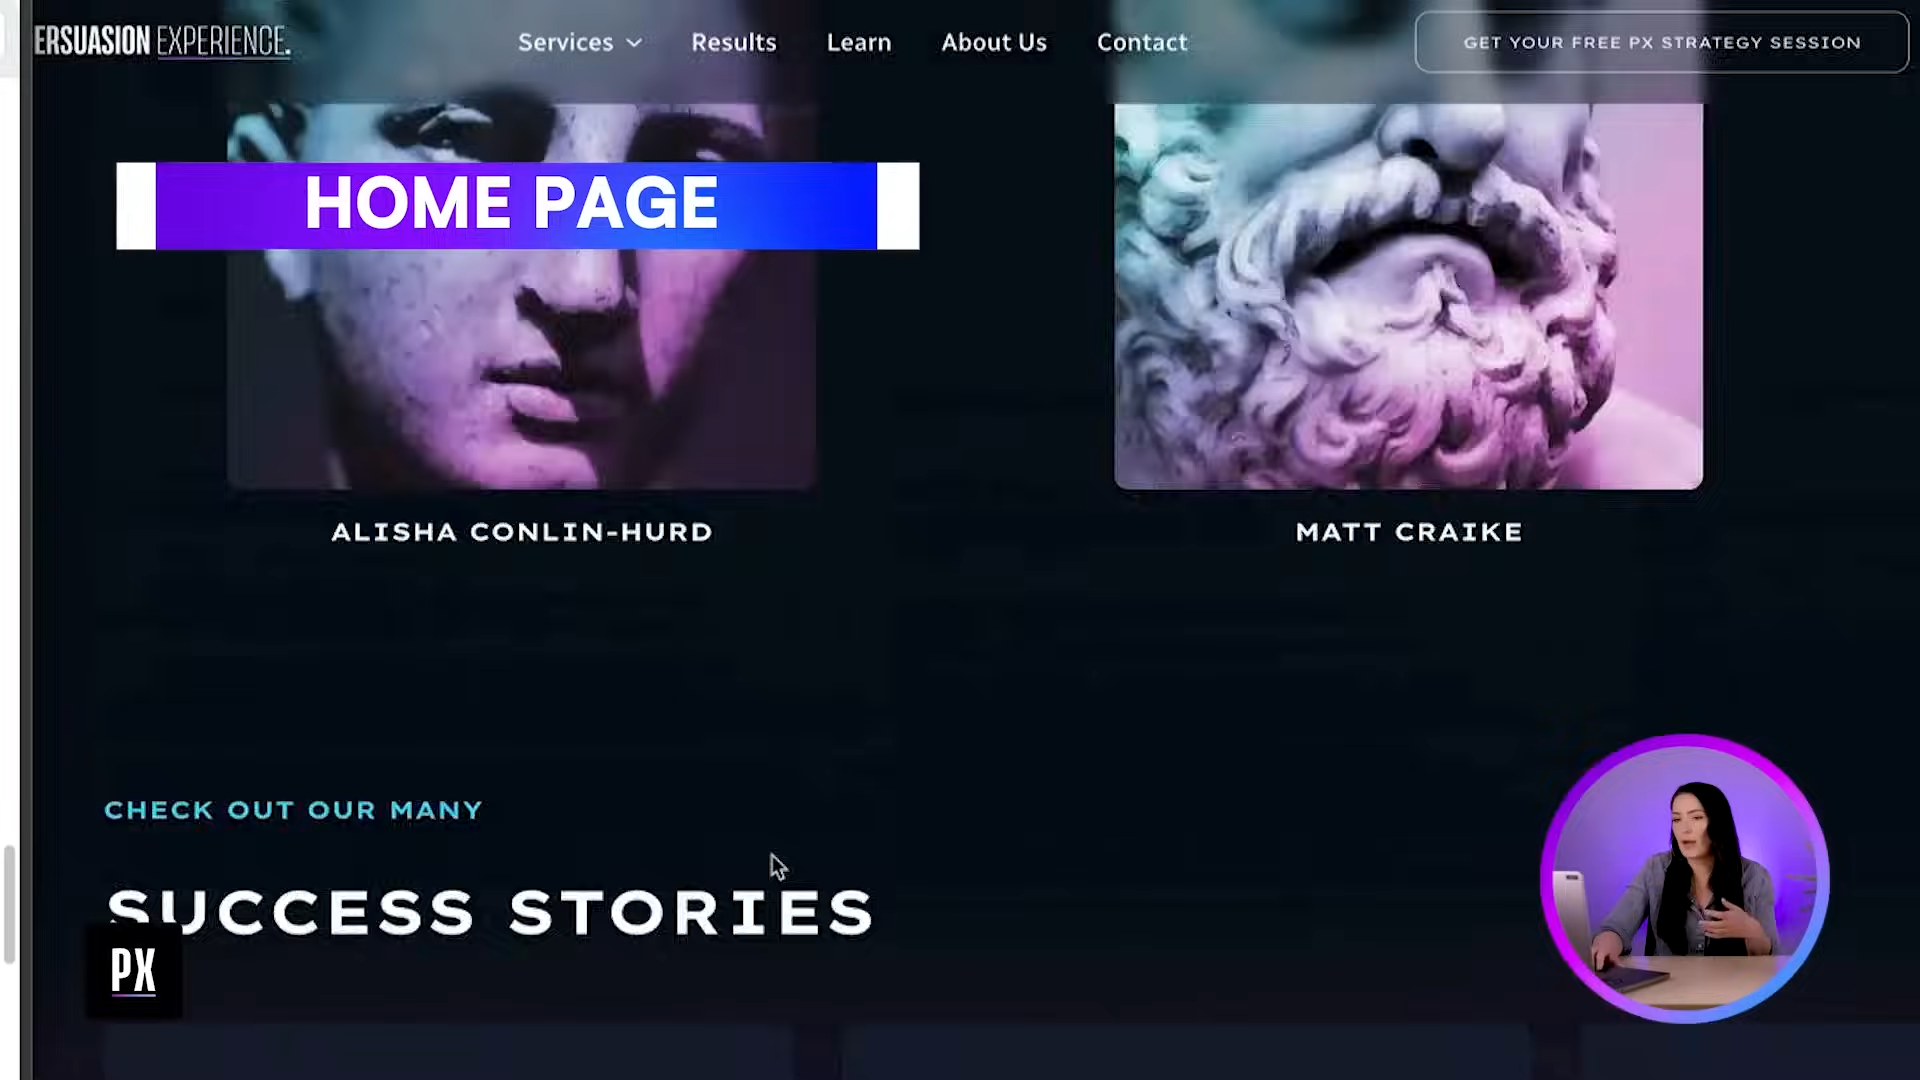 ERSUASION EXPERIENCE.
Services
Results
Learn
About Us
Contact
GET YOUR FREE PX STRATEGY SESSION
HOME PAGE
ALISHA CONLIN-HURD
MATT CRAIKE
CHECK OUT OUR MANY
SUCCESS STORIES
PX